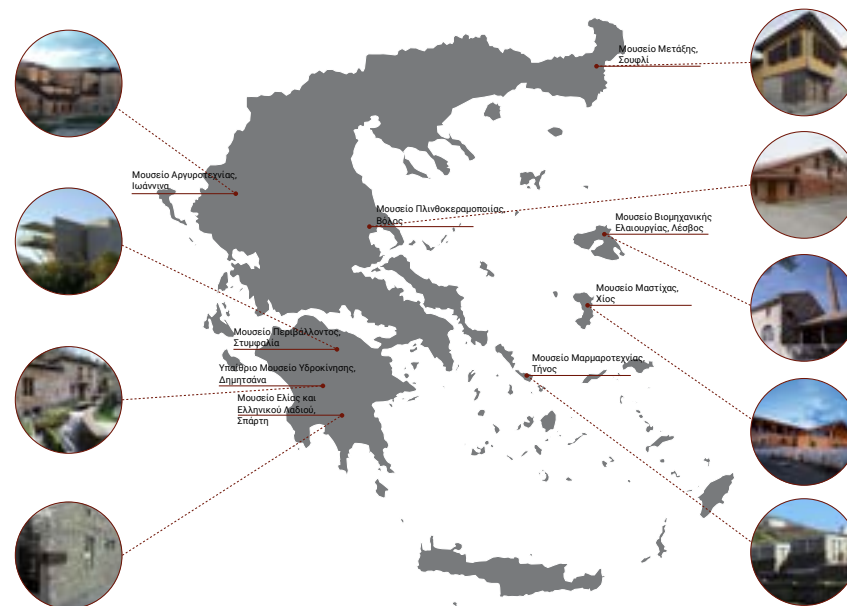 Μουσείο Μετάξης,
Σουφλί
Μουσείο Αργυροτεχνίας,
Ιωάννινα
Μουσείο Πλινθοκεραμοποιίας,
Βόλος
Μουσείο Βιομηχανικής
Ελαιουργίας, Λέσβος
Μουσείο Μαστίχας,
Χίος
Μουσείο Περιβάλλοντος,
Στυμφαλία
Μουσείο Μαρμαροτεχνίας,
Τήνος
Υπαίθριο Μουσείο Υδροκίνησης,
Δημητσάνα
Μουσείο Ελιάς και
Ελληνικού Λαδιού,
Σπάρτη